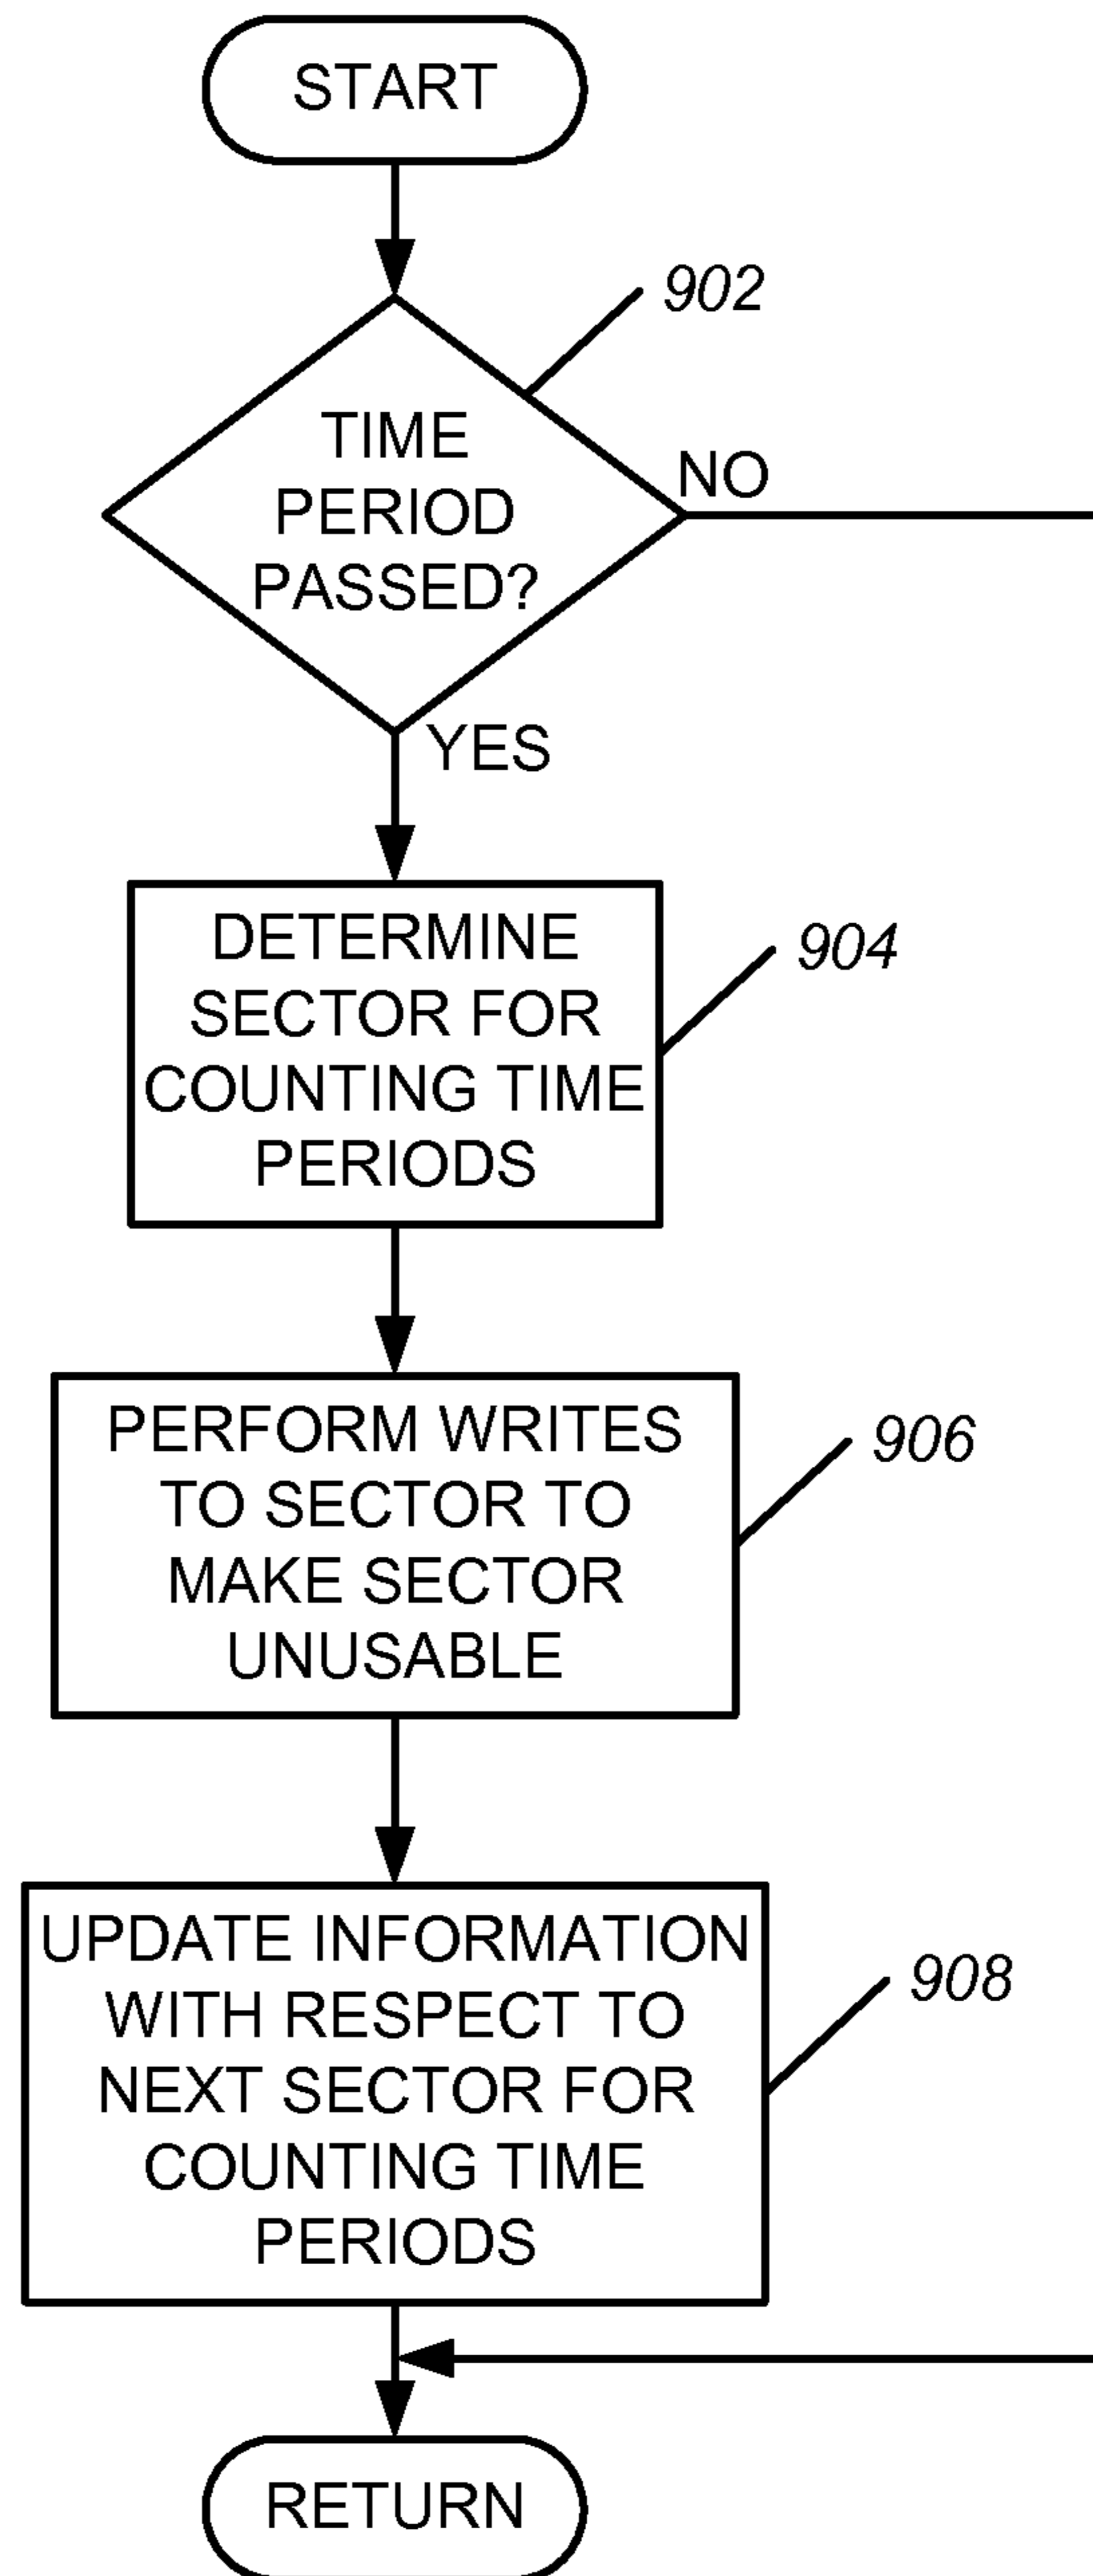 START
902
TIME
PERIOD
PASSED?
NO
YES
DETERMINE
SECTOR FOR
COUNTING TIME
PERIODS
904
PERFORM WRITES
TO SECTOR TO
MAKE SECTOR
UNUSABLE
906
UPDATE INFORMATION
WITH RESPECT TO
NEXT SECTOR FOR
COUNTING TIME
PERIODS
908
RETURN